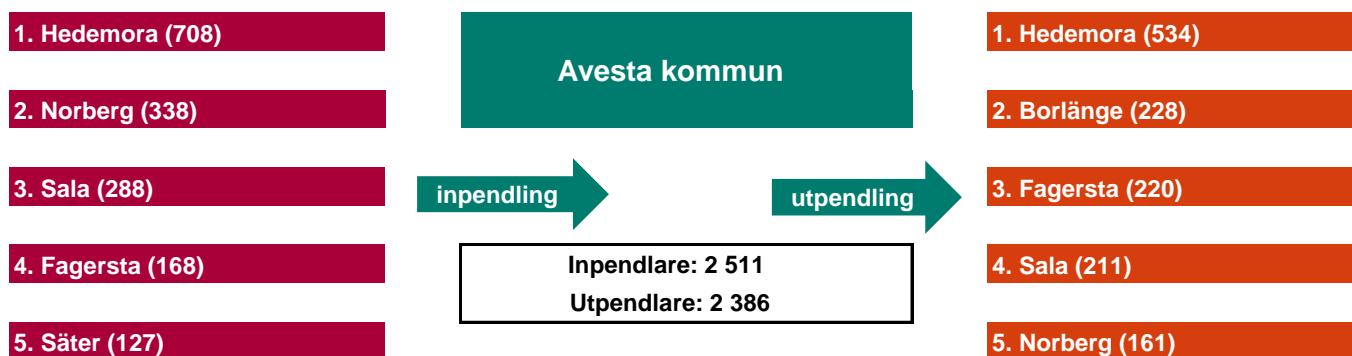 1. Hedemora (708)
2. Norberg (338)
3. Sala (288)
4. Fagersta (168)
5. Säter (127)
Avesta kommun
inpendling
utpendling
Inpendlare: 2 511
Utpendlare: 2 386
1. Hedemora (534)
2. Borlänge (228)
3. Fagersta (220)
4. Sala (211)
5. Norberg (161)